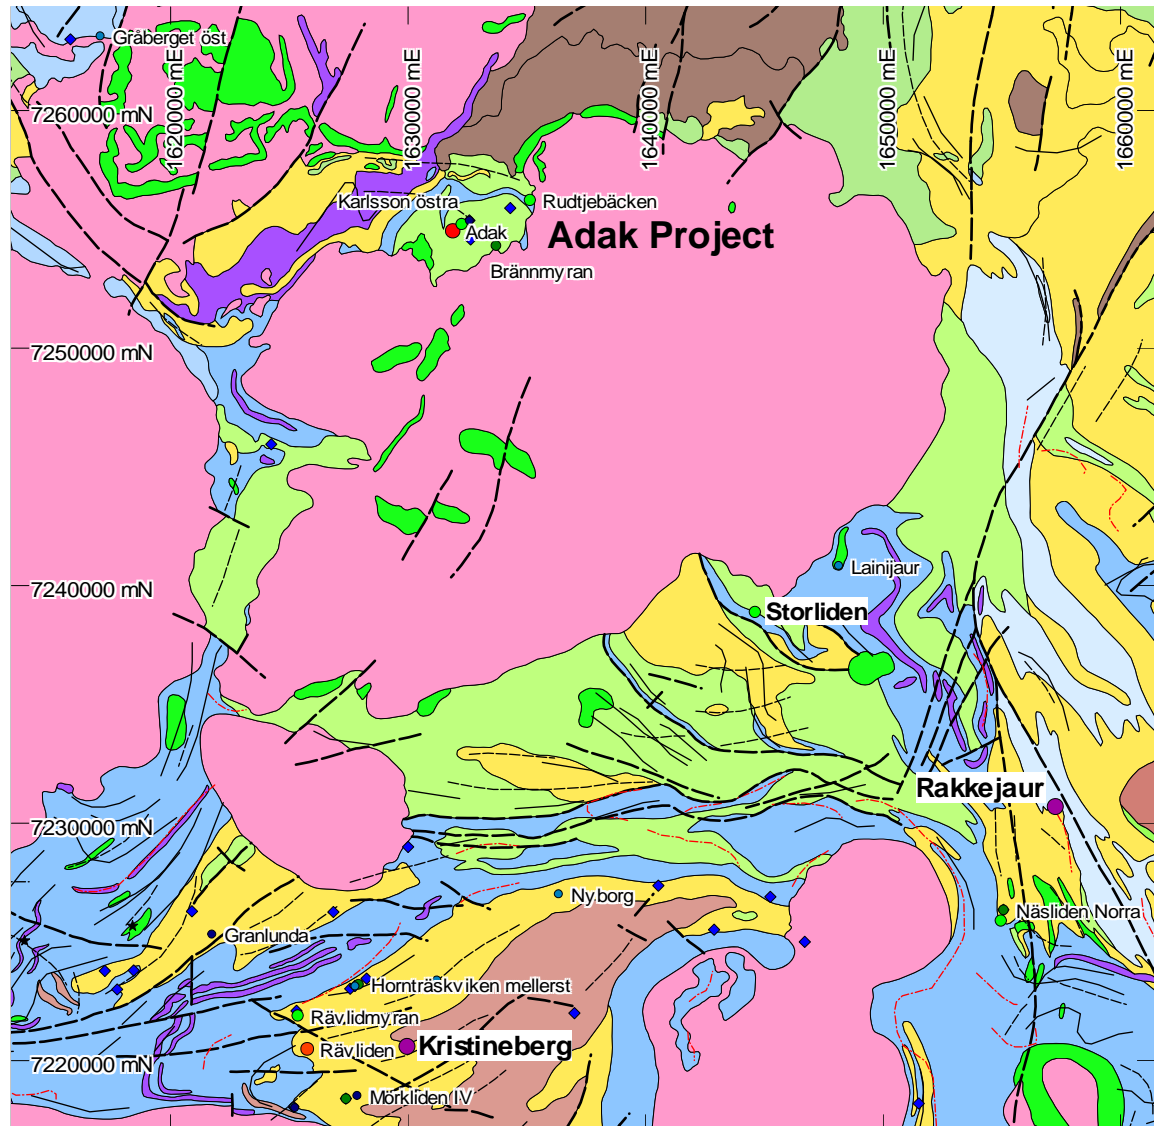 Gråberget öst
1620000 mE
1630000 mE
1640000 mE
1650000 mE
1660000 mE
7260000 mN
Karlsson östra
Rudtjebäcken
Adak
Adak Project
Brännmyran
7250000 mN
Lainijaur
7240000 mN
Storliden
Rakkejaur
7230000 mN
Nyborg
Näsliden Norra
Granlunda
Hornträskviken mellerst
Rävlidmyran
Rävliden
Kristineberg
7220000 mN
Mörkliden IV